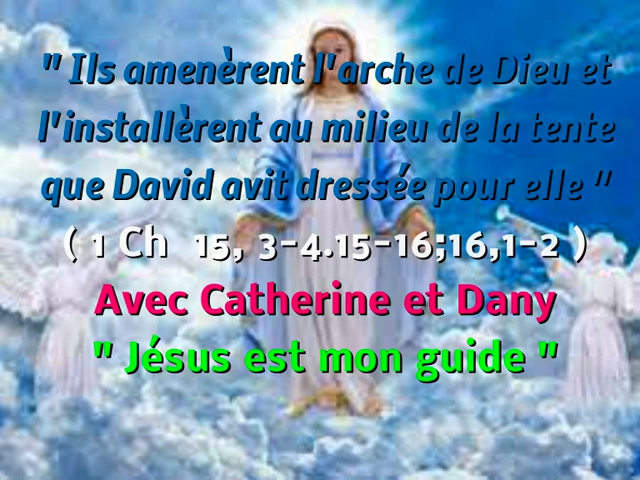 " Ils amenèrent l'arche de Dieu et
l'installèrent au milieu de la tente
que David avit dressée pour elle "
( 1 Ch 15, 3-4.15-16;16,1-2 )
Avec Catherine et Dany
" Jésus est mon guide "